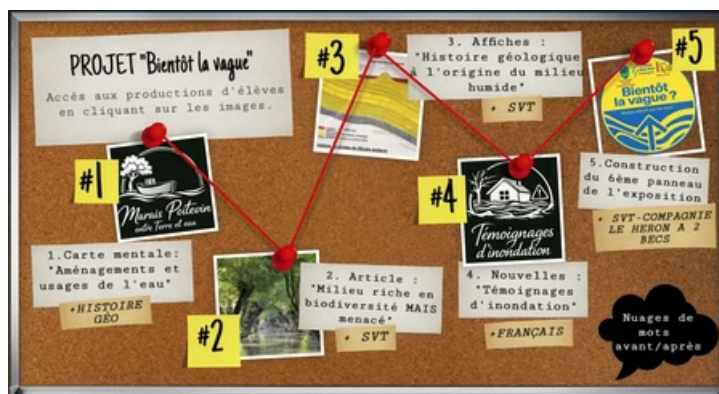 PROJET "Bientôt la vague"
Accés aux productions d'élèves
en cliquant sur les images.
#1
Marais Poitevin
entre Terre et eau
1.Carte mentale:
"Aménagements et
usages de l'eau"
+HISTOIRE
GÉO
#2
2. Article :
"Milieu riche en
biodiversité MAIS
menacé"
+ SVT
#3
3. Affiches :
"Histoire géologique
à l'origine du milieu
humide"
+ SVT
#4
Témoignages
d'inondation
4. Nouvelles :
"Témoignages
d'inondation"
+FRANÇAIS
#5
Bientôt
la vague ?
5.Construction
du 6ème panneau
de l'exposition
+ SVT-COMPAGNIE
LE HERON A 2
BECS
Nuages de
mots
avant/après